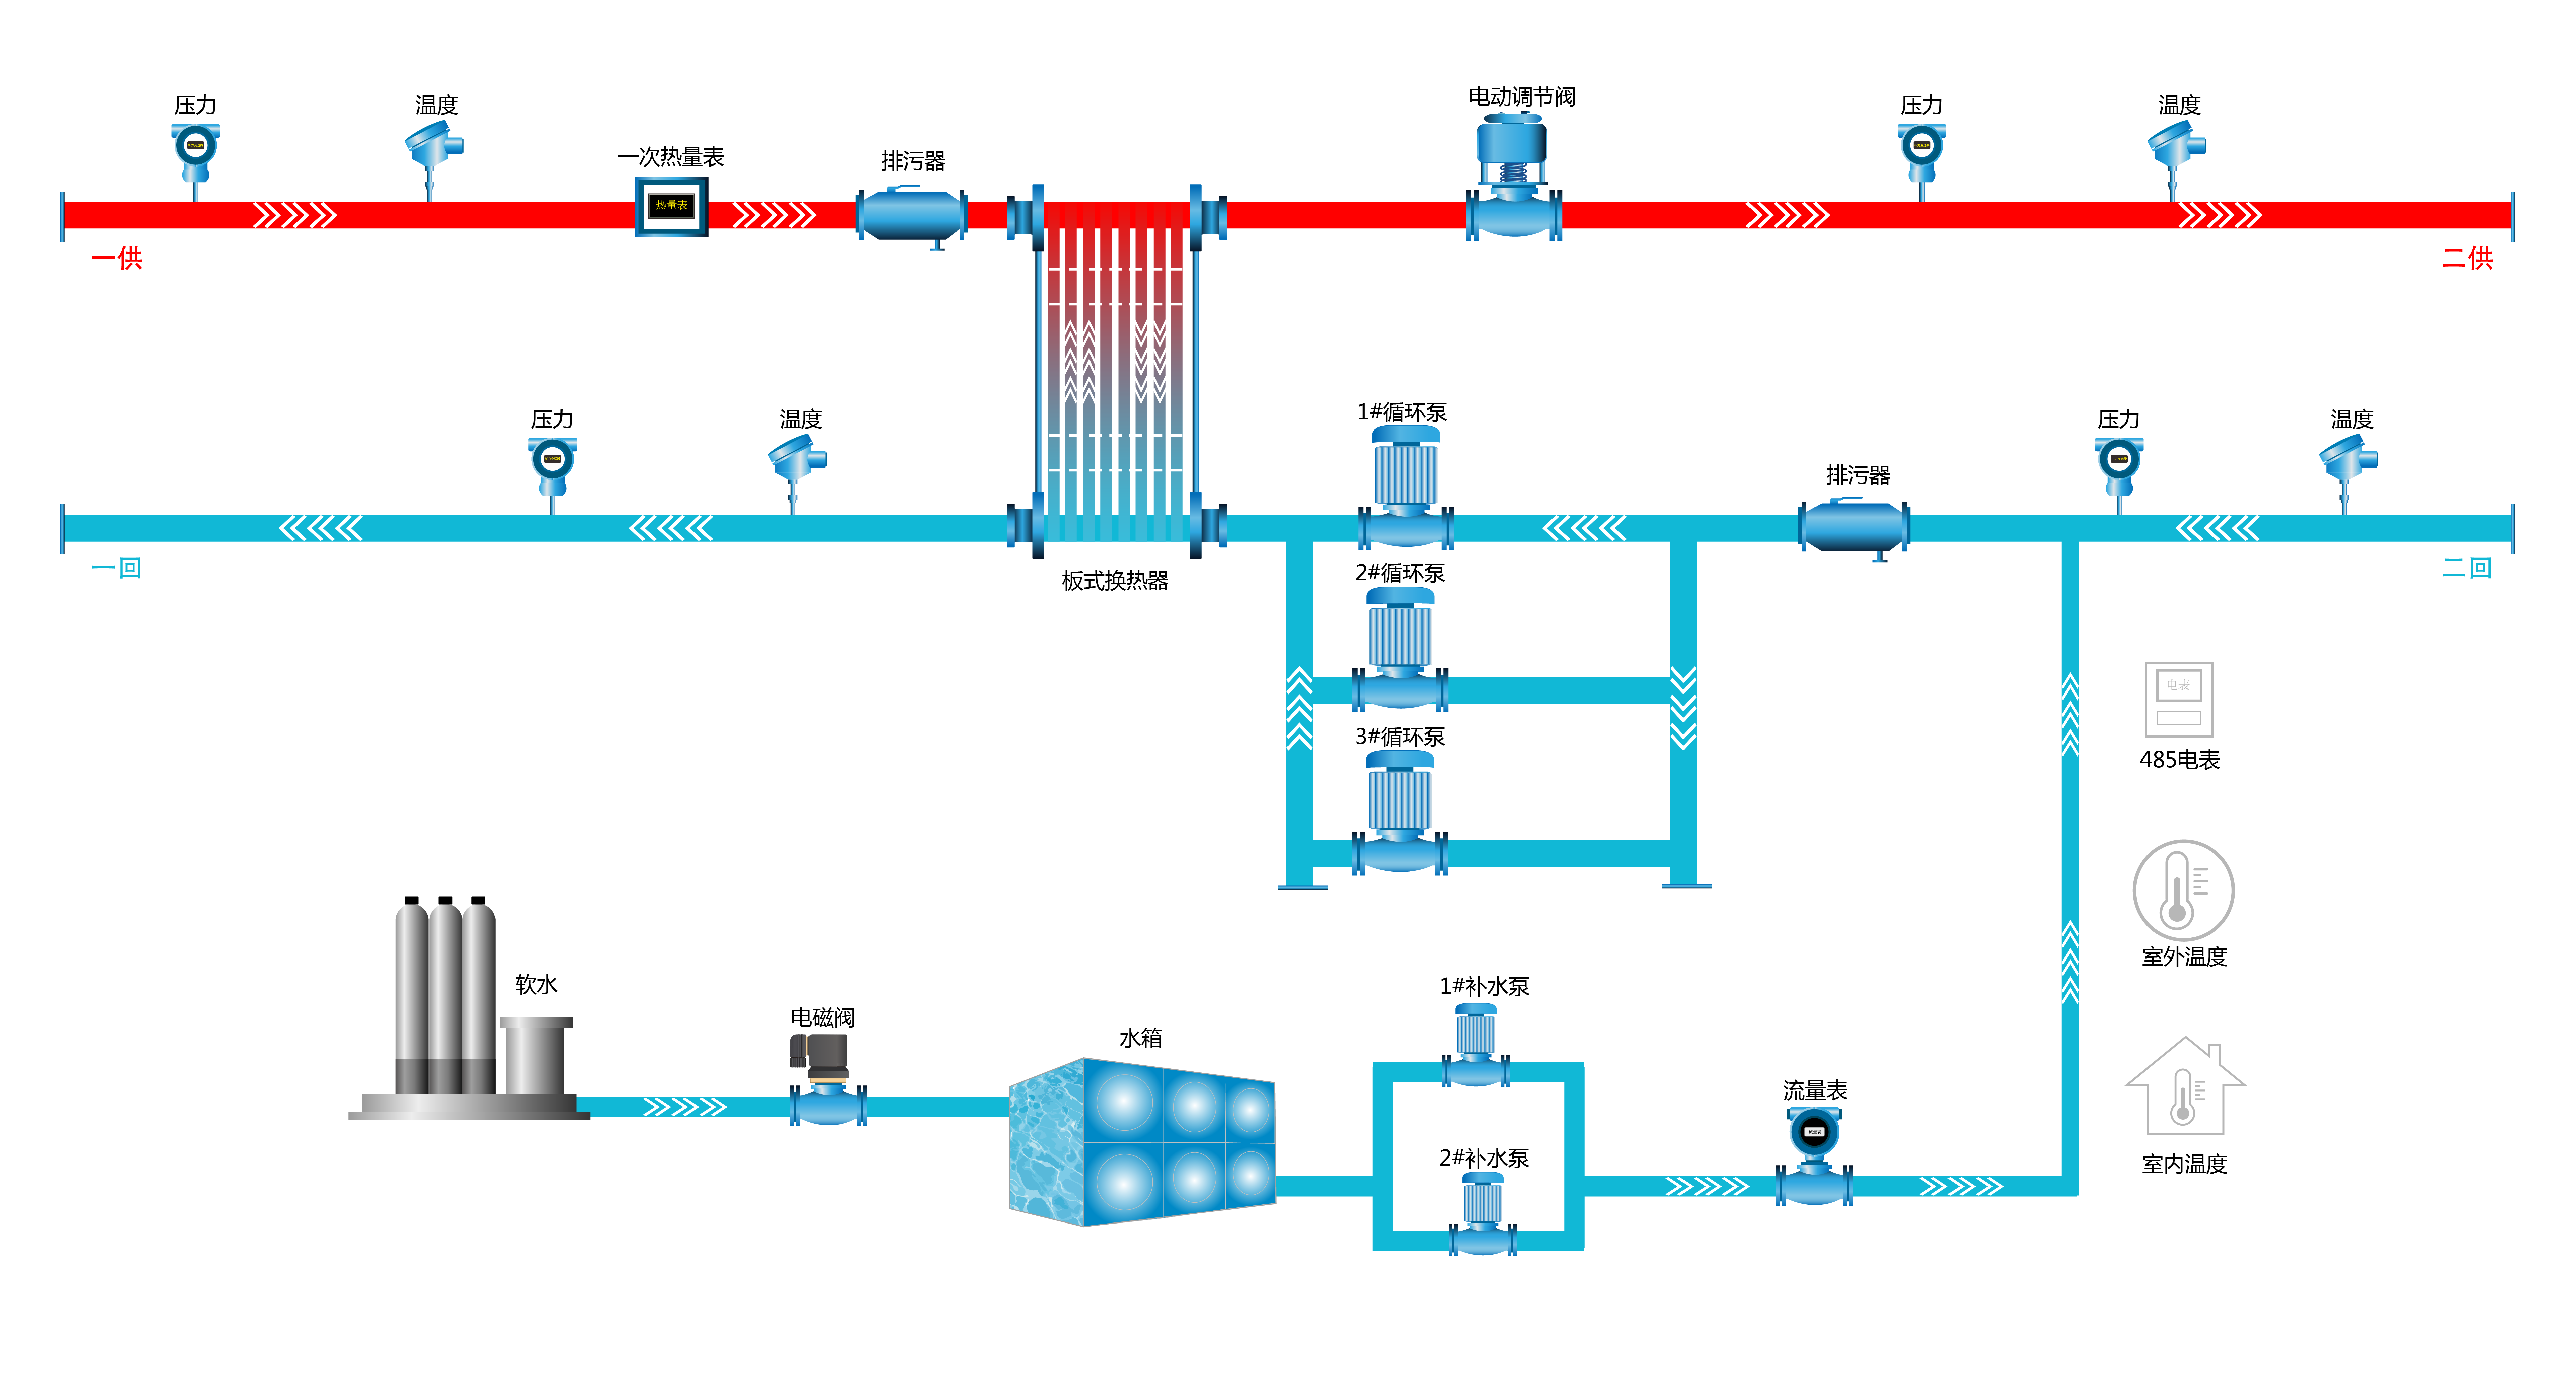 电动调节阀
压力
温度
压力
温度
一次热量表
热量表
排污器
一供
二供
1#循环泵
压力
温度
压力
温度
排污器
一回
二回
板式换热器
2#循环泵
电表
3#循环泵
485电表
室外温度
软水
1#补水泵
电磁阀
水箱
流量表
2#补水泵
室内温度